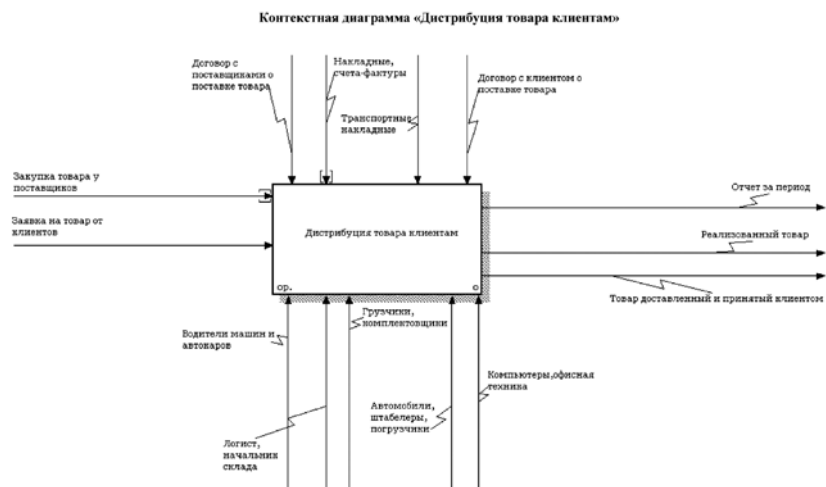 Контекстная диаграмма «Дистрибуция товара клиентам»
Договор с
поставщиками о
поставке товара
Накладные,
счета-фактуры
Транспортные
накладные
Договор с клиентом о
поставке товара
Закупка товара у
поставщиков
Заявка на товар от
клиентов
Дистрибуция товара клиентам
0р.
0
Отчет за период
Реализованный товар
Товар доставленный и принятый клиентом
Водители машин и
автокаров
Грузчики,
комплектовщики
Логист,
начальник
склада
Автомобили,
штабелеры,
погрузчики
Компьютеры,офисная
техника